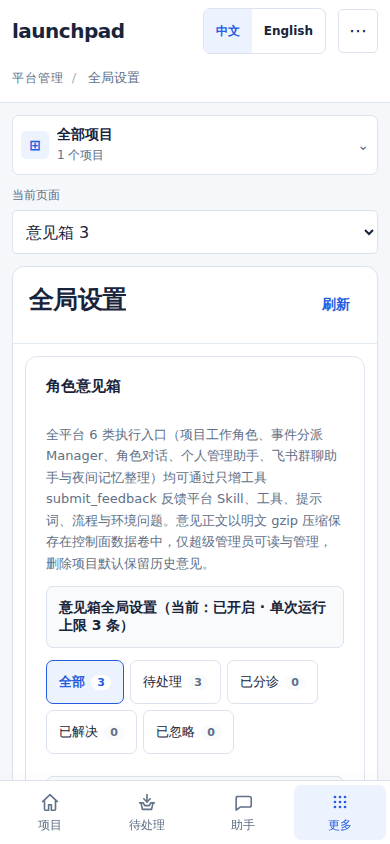 launchpad
中文 English ...
平台管理 / 全局设置
全部项目
1 个项目
当前页面
意见箱 3
全局设置
刷新
角色意见箱
全平台 6 类执行入口（项目工作角色、事件分派
Manager、角色对话、个人管理助手、飞书群聊助
手与夜间记忆整理）均可通过只增工具
submit_feedback 反馈平台 Skill、工具、提示
词、流程与环境问题。意见正文以明文 gzip 压缩保
存在控制面数据卷中，仅超级管理员可读与管理，
删除项目默认保留历史意见。
意见箱全局设置（当前：已开启 · 单次运行
上限 3 条）
全部 3 待处理 3 已分诊 0
已解决 0 已忽略 0
项目 待处理 助手 更多